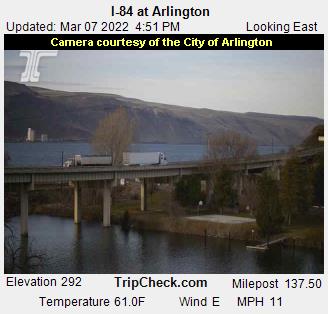 I-84 at Arlington
Updated: Mar 07 2022 4:51 PM Looking East
Camera courtesy of the City of Arlington
Elevation 292 TripCheck.com Milepost 137.50
Temperature 61.0F Wind E MPH 11